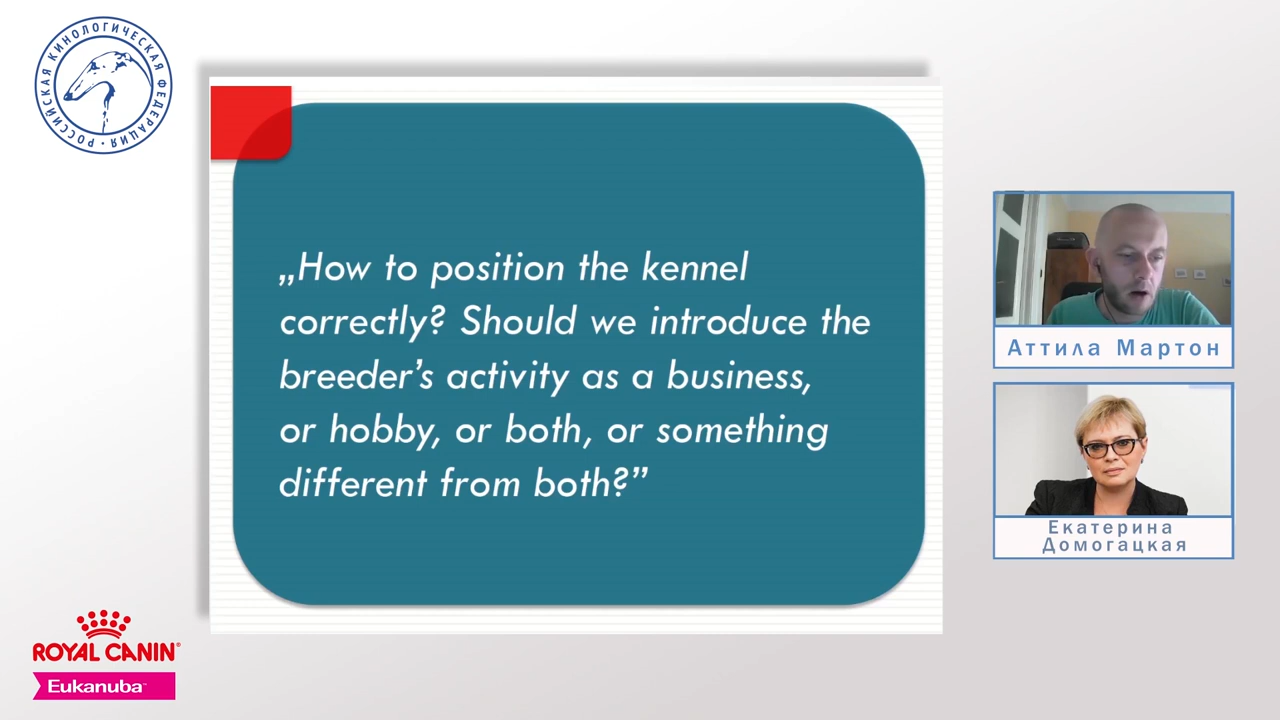 РОССИЙСКАЯ КИНОЛОГИЧЕСКАЯ ФЕДЕРАЦИЯ
„How to position the kennel
correctly? Should we introduce the
breeder’s activity as a business,
or hobby, or both, or something
different from both?”
Аттила Мартон
Екатерина
Домогацкая
ROYAL CANIN®
Eukanuba™